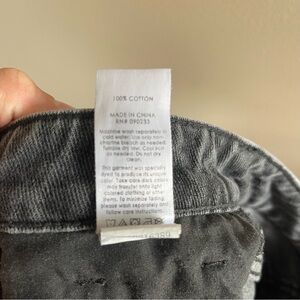 100% COTTON
MADE IN CHINA
RN# 090233
Machine wash separately in
cold water. Use only non-
chlorine bleach as needed.
Tumble dry low. Cool iron
as needed. Do not dry
clean.
This garment was specially
dyed to produce its unique
color. Take care dark colors
may transfer onto light
colored clothing or other
items. To minimize fading,
please wash separately and
follow care instructions.